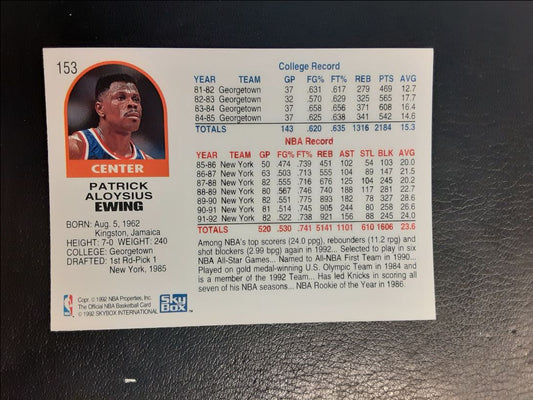 153
CENTER
PATRICK
ALOYSIUS
EWING
BORN: Aug. 5, 1962
Kingston, Jamaica
HEIGHT: 7-0 WEIGHT: 240
COLLEGE: Georgetown
DRAFTED: 1st Rd-Pick 1
New York, 1985
College Record
YEAR TEAM GP FG% FT% REB PTS AVG
81-82 Georgetown 37 .631 .617 279 469 12.7
82-83 Georgetown 32 .570 .629 325 565 17.7
83-84 Georgetown 37 .658 .656 371 608 16.4
84-85 Georgetown 37 .625 .637 341 542 14.6
TOTALS 143 .620 .635 1316 2184 15.3
NBA Record
YEAR TEAM GP FG% FT% REB AST STL BLK AVG
85-86 New York 50 .474 .739 451 102 54 103 20.0
86-87 New York 63 .503 .713 555 104 89 147 21.5
87-88 New York 82 .555 .716 676 125 104 245 20.2
88-89 New York 80 .567 .746 740 188 117 281 22.7
89-90 New York 82 .551 .775 893 182 78 327 28.6
90-91 New York 81 .514 .745 905 244 80 258 26.6
91-92 New York 82 .522 .738 921 156 88 245 24.0
TOTALS 520 .530 .741 5141 1101 610 1606 23.6
Among NBA's top scorers (24.0 ppg), rebounders (11.2 rpg) and
shot blockers (2.99 bpg) again in 1992... Selected to play in six
NBA All-Star Games... Named to All-NBA First Team in 1990...
Played on gold medal-winning U.S. Olympic Team in 1984 and
is a member of the 1992 Team... Has led Knicks in scoring all
seven of his NBA seasons... NBA Rookie of the Year in 1986.
Copr. © 1992 NBA Properties, Inc.
The Official NBA Basketball Card
© 1992 SKYBOX INTERNATIONAL
SkyBox™